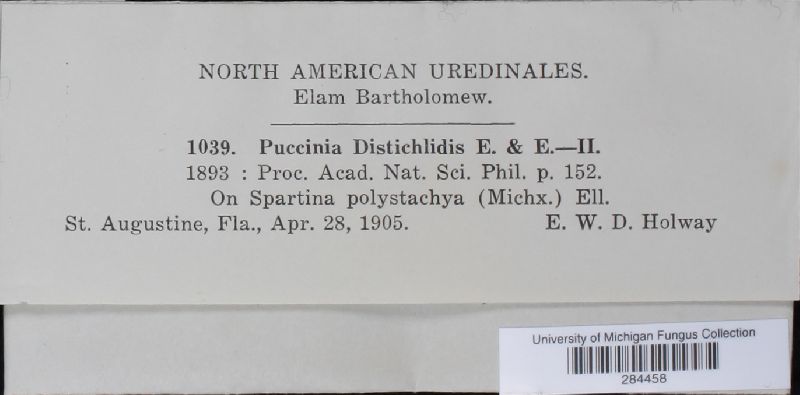 NORTH AMERICAN UREDINALES.
Elam Bartholomew.
1039. Puccinia Distichlidis E. & E.—II.
1893 : Proc. Acad. Nat. Sci. Phil. p. 152.
On Spartina polystachya (Michx.) Ell.
St. Augustine, Fla., Apr. 28, 1905. E. W. D. Holway
University of Michigan Fungus Collection
284458